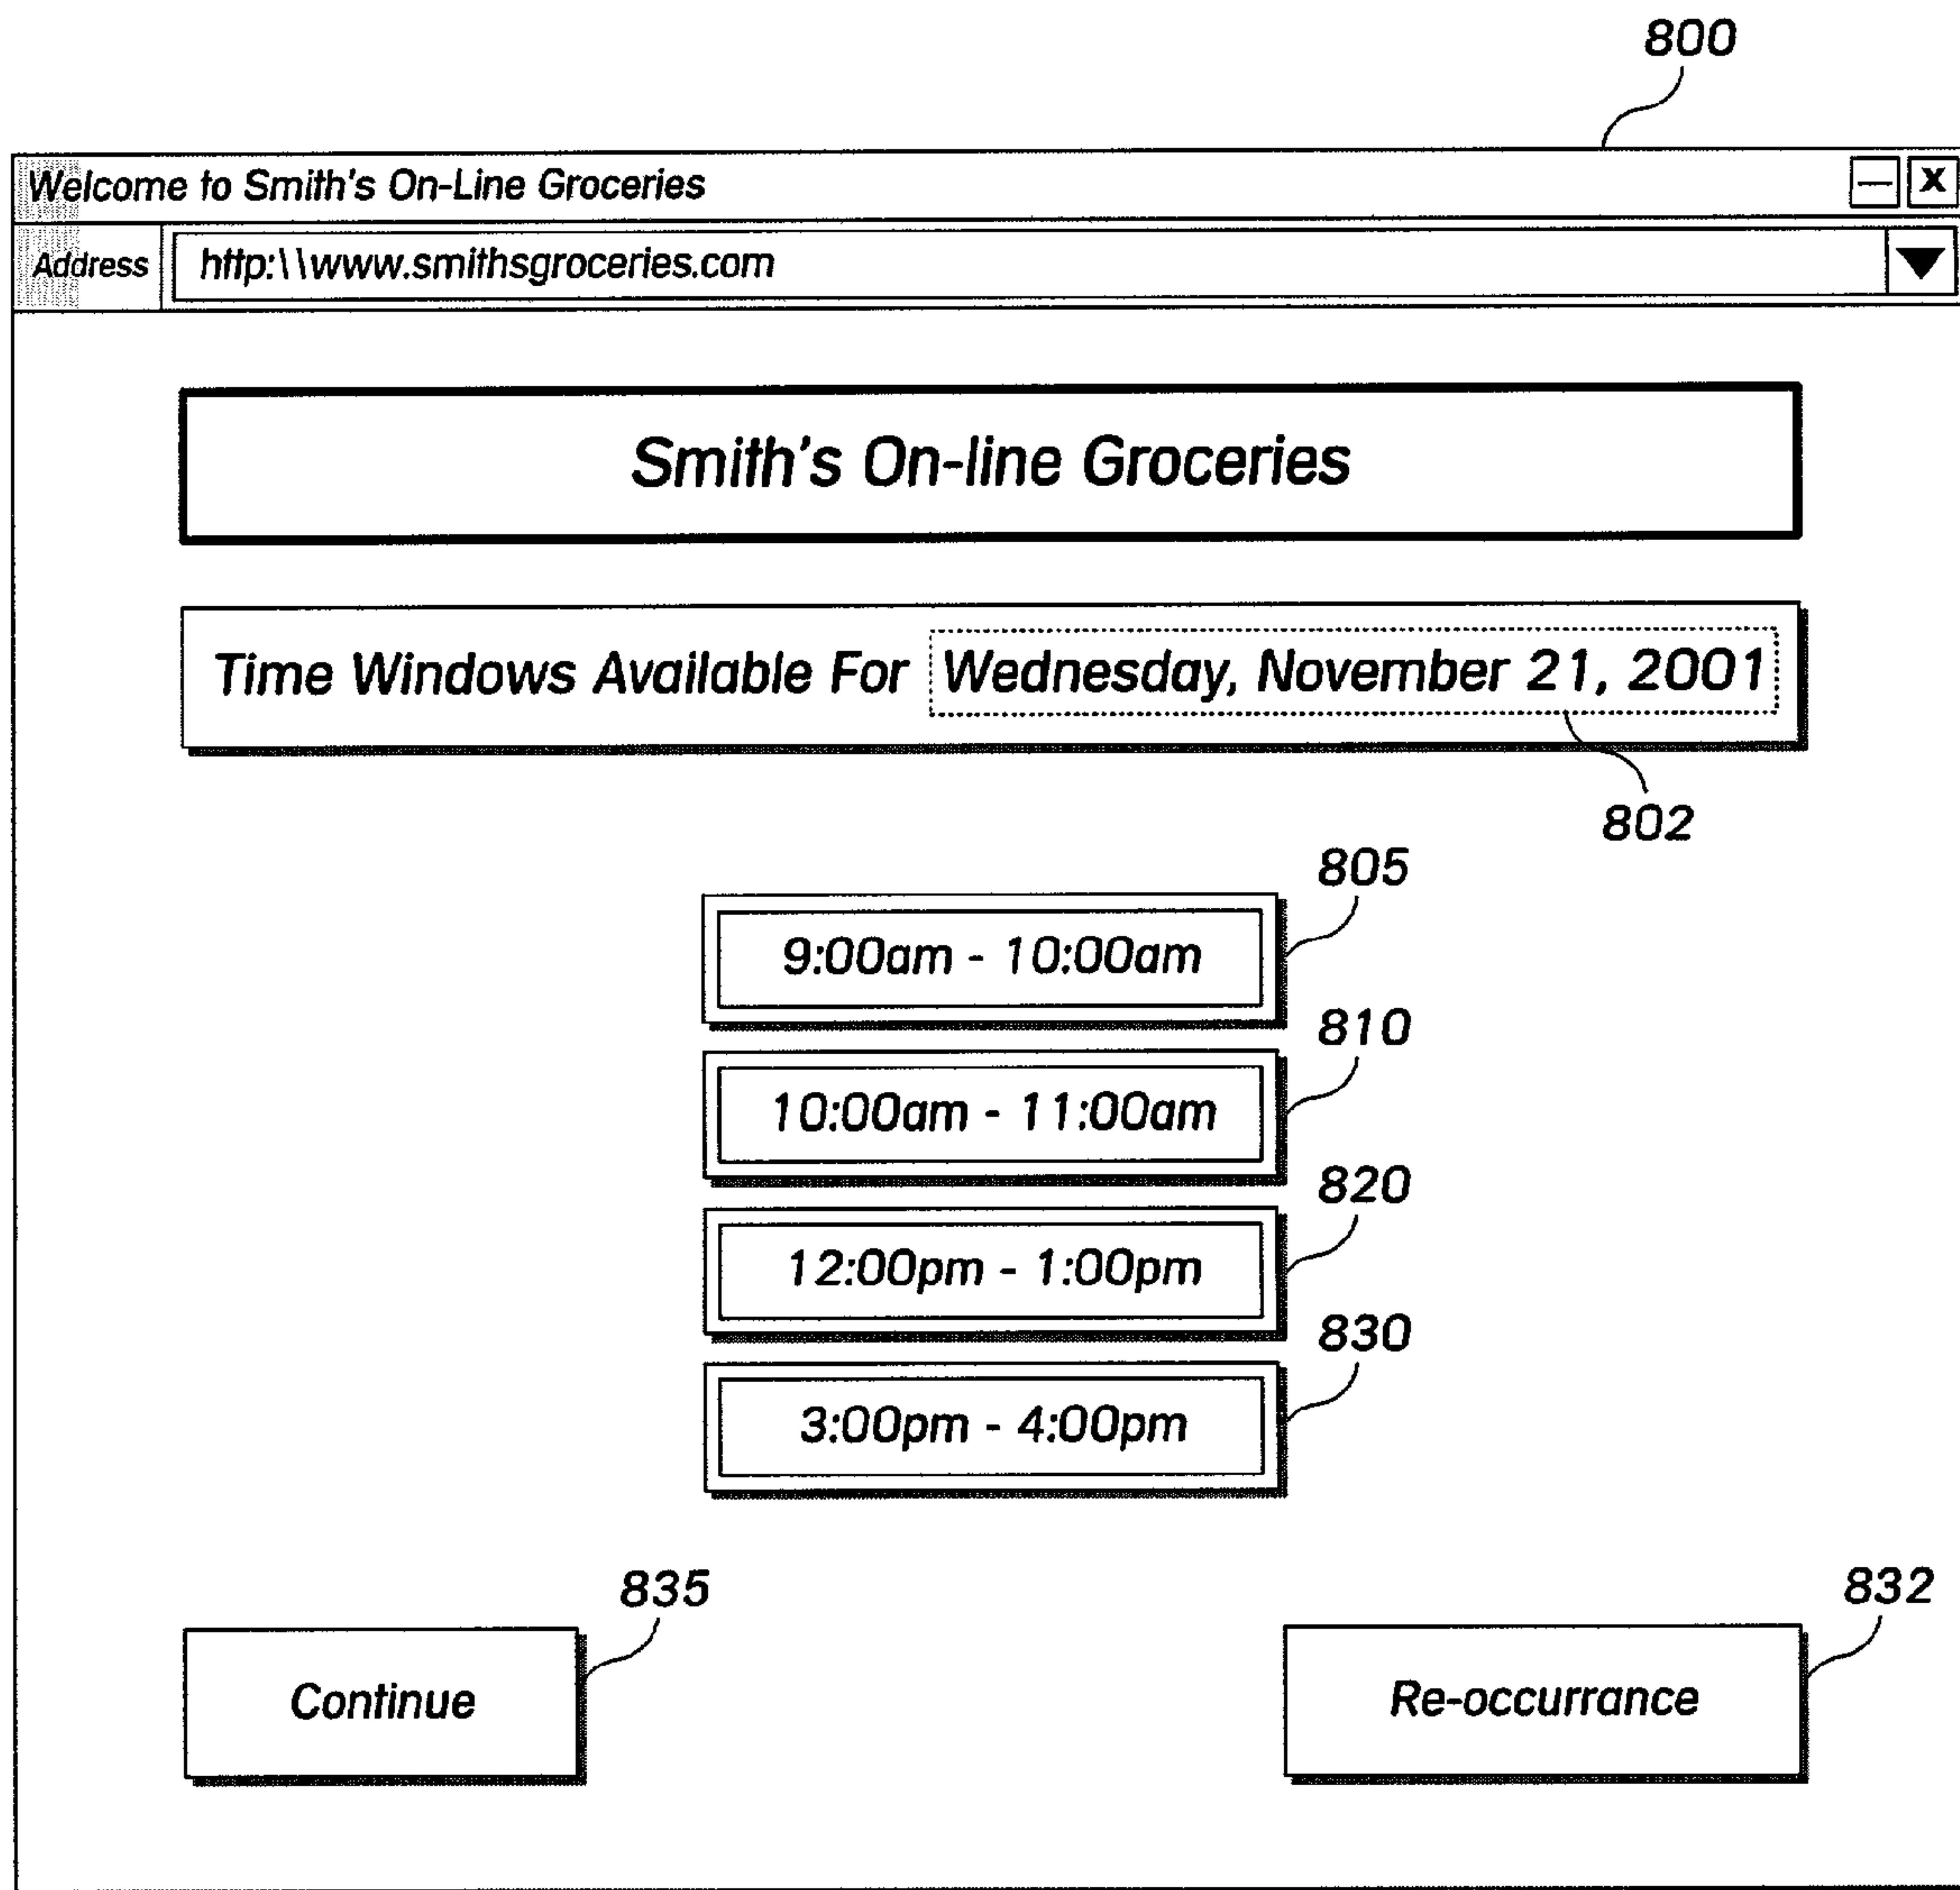 800
Welcome to Smith's On-Line Groceries
— X
Address http:\\www.smithsgroceries.com
Smith's On-line Groceries
Time Windows Available For Wednesday, November 21, 2001
802
805
9:00am - 10:00am
810
10:00am - 11:00am
820
12:00pm - 1:00pm
830
3:00pm - 4:00pm
835
832
Continue
Re-occurrance